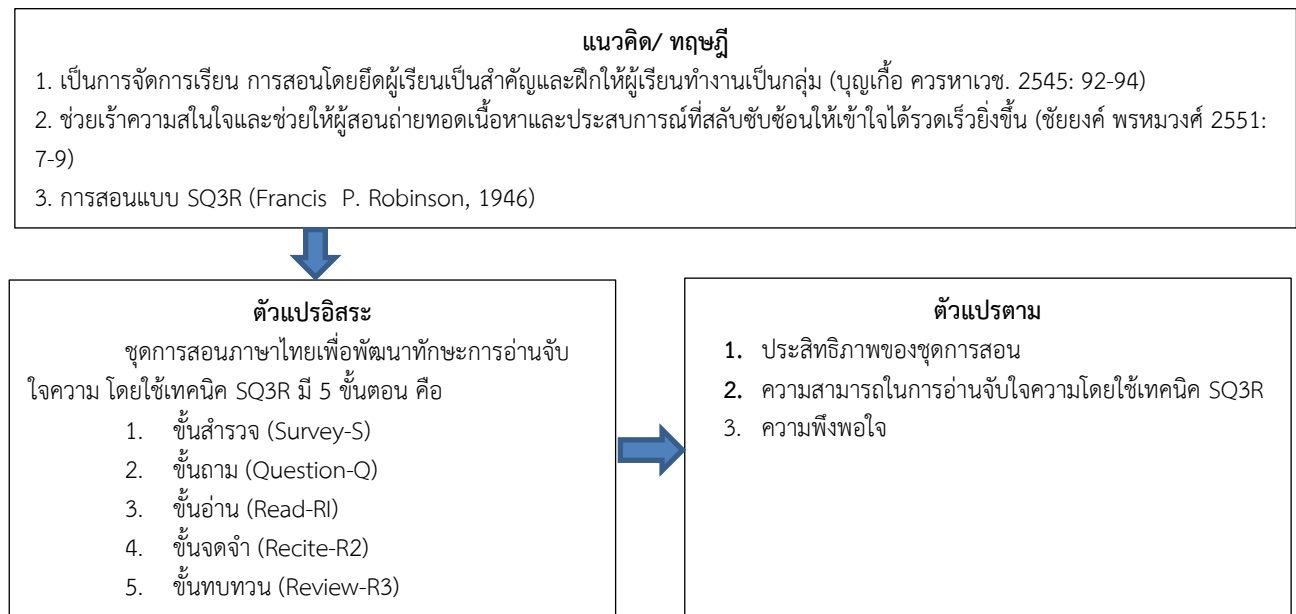 แนวคิด/ ทฤษฎี
1. เป็นการจัดการเรียน การสอนโดยยึดผู้เรียนเป็นสำคัญและฝึกให้ผู้เรียนทำงานเป็นกลุ่ม (บุญเกื้อ ควรหาเวช. 2545: 92-94)
2. ช่วยเร้าความสนใจและช่วยให้ผู้สอนถ่ายทอดเนื้อหาและประสบการณ์ที่สลับซับซ้อนให้เข้าใจได้รวดเร็วยิ่งขึ้น (ชัยยงค์ พรหมวงศ์ 2551:
7-9)
3. การสอนแบบ SQ3R (Francis P. Robinson, 1946)
ตัวแปรอิสระ
ชุดการสอนภาษาไทยเพื่อพัฒนาทักษะการอ่านจับ
ใจความ โดยใช้เทคนิค SQ3R มี 5 ขั้นตอน คือ
1. ขั้นสำรวจ (Survey-S)
2. ขั้นถาม (Question-Q)
3. ขั้นอ่าน (Read-RI)
4. ขั้นจดจำ (Recite-R2)
5. ขั้นทบทวน (Review-R3)
ตัวแปรตาม
1. ประสิทธิภาพของชุดการสอน
2. ความสามารถในการอ่านจับใจความโดยใช้เทคนิค SQ3R
3. ความพึงพอใจ